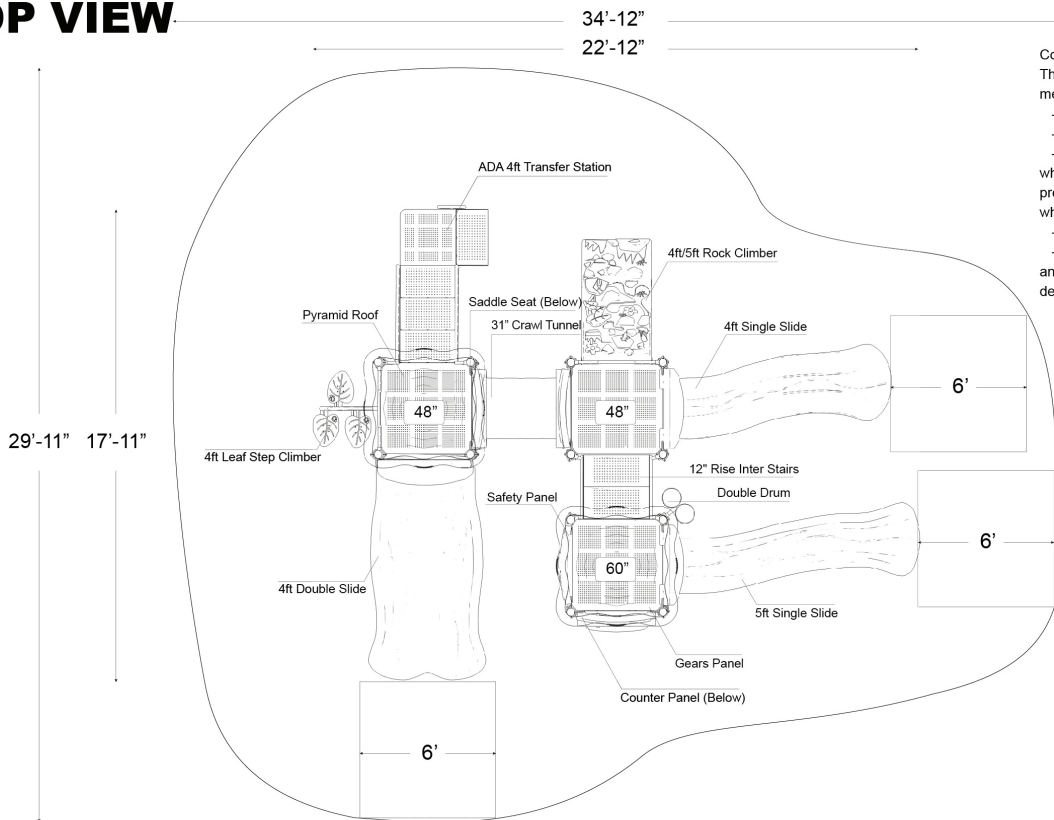 OP VIEW
34’-12”
22’-12”
Co
Th
me
-
-
-
wh
pre
wh
-
-
an
de
ADA 4ft Transfer Station
4ft/5ft Rock Climber
Saddle Seat (Below)
31” Crawl Tunnel
Pyramid Roof
4ft Single Slide
48”
48”
6’
29’-11”
17’-11”
4ft Leaf Step Climber
12” Rise Inter Stairs
Double Drum
Safety Panel
60”
6’
4ft Double Slide
5ft Single Slide
Gears Panel
Counter Panel (Below)
6’